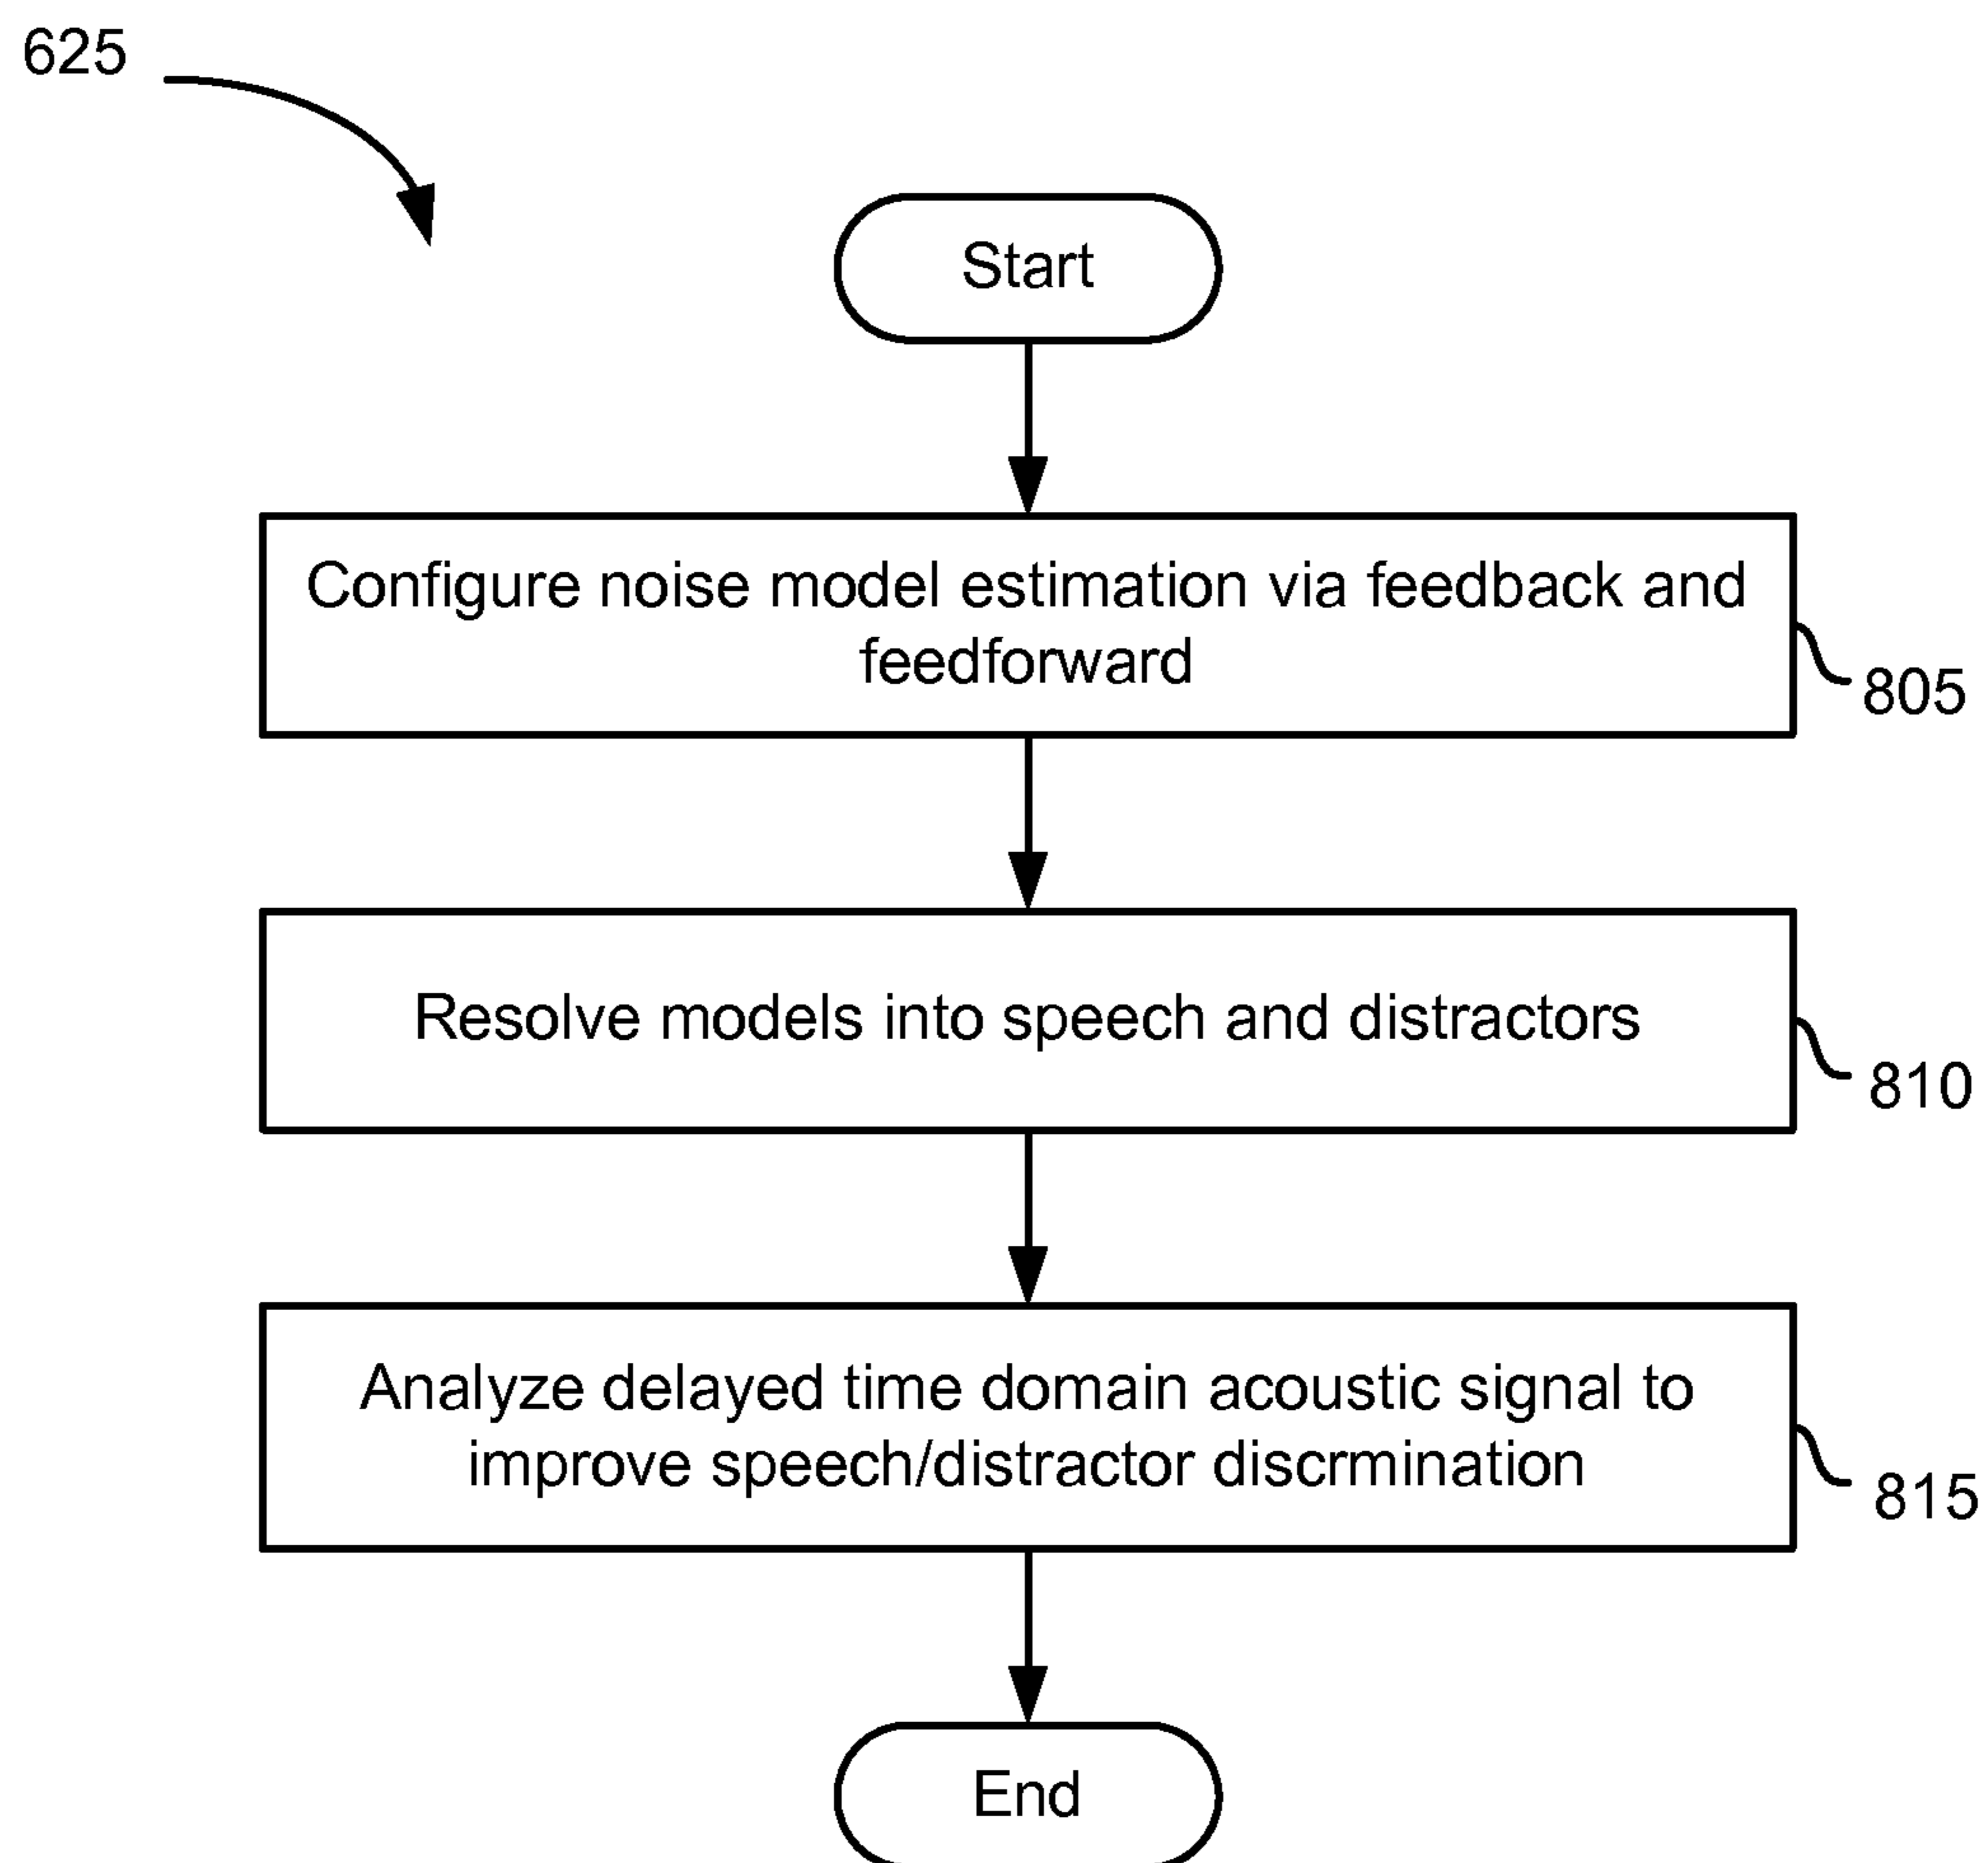 625
Start
Configure noise model estimation via feedback and
feedforward
805
Resolve models into speech and distractors
810
Analyze delayed time domain acoustic signal to
improve speech/distractor discrmination
815
End